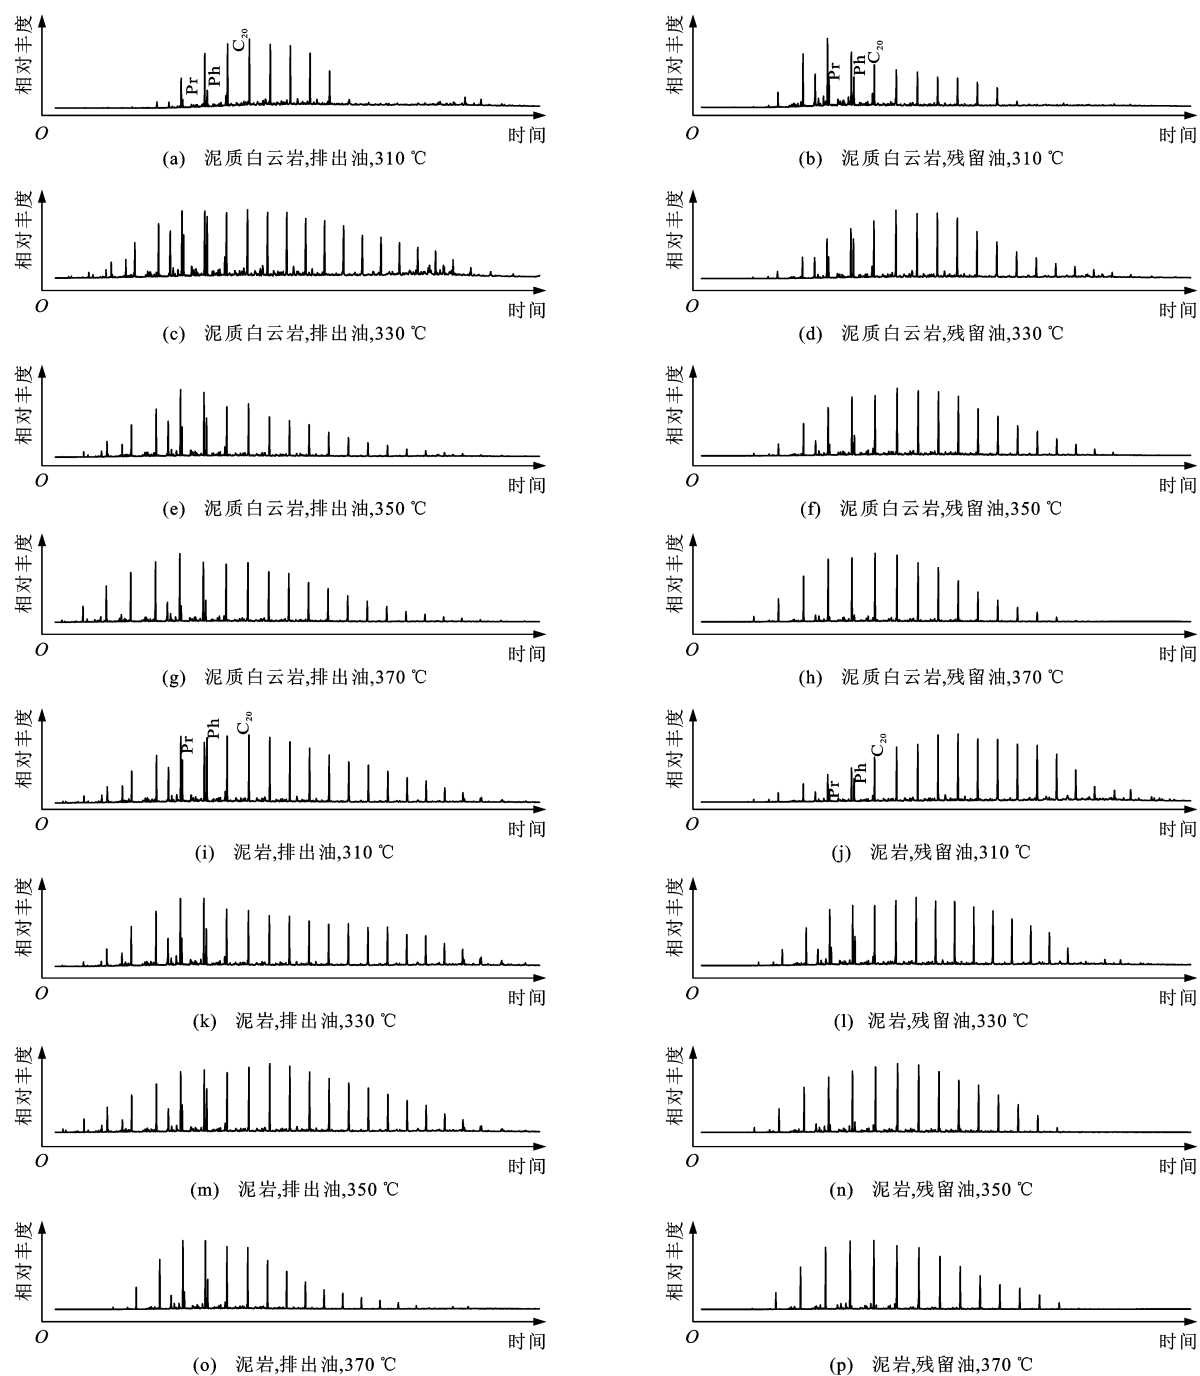 相对丰度
Pr
Ph
C₂₀
O
时间
(a) 泥质白云岩,排出油,310 ℃
相对丰度
Pr
Ph
C₂₀
O
时间
(b) 泥质白云岩,残留油,310 ℃
相对丰度
O
时间
(c) 泥质白云岩,排出油,330 ℃
相对丰度
O
时间
(d) 泥质白云岩,残留油,330 ℃
相对丰度
O
时间
(e) 泥质白云岩,排出油,350 ℃
相对丰度
O
时间
(f) 泥质白云岩,残留油,350 ℃
相对丰度
O
时间
(g) 泥质白云岩,排出油,370 ℃
相对丰度
O
时间
(h) 泥质白云岩,残留油,370 ℃
相对丰度
Pr
Ph
C₂₀
O
时间
(i) 泥岩,排出油,310 ℃
相对丰度
Pr
Ph
C₂₀
O
时间
(j) 泥岩,残留油,310 ℃
相对丰度
O
时间
(k) 泥岩,排出油,330 ℃
相对丰度
O
时间
(l) 泥岩,残留油,330 ℃
相对丰度
O
时间
(m) 泥岩,排出油,350 ℃
相对丰度
O
时间
(n) 泥岩,残留油,350 ℃
相对丰度
O
时间
(o) 泥岩,排出油,370 ℃
相对丰度
O
时间
(p) 泥岩,残留油,370 ℃